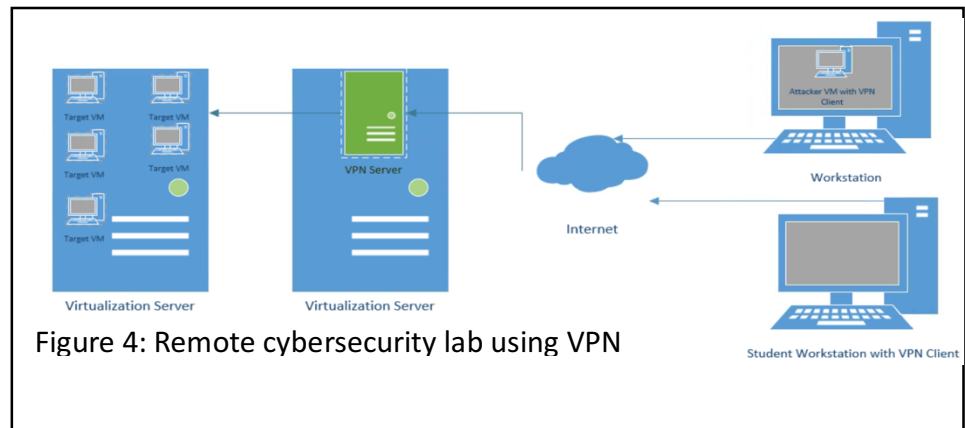 Target VM
Target VM
Target VM
Target VM
Target VM
Virtualization Server
VPN Server
Virtualization Server
Internet
Attacker VM with VPN
Client
Workstation
Student Workstation with VPN Client
Figure 4: Remote cybersecurity lab using VPN